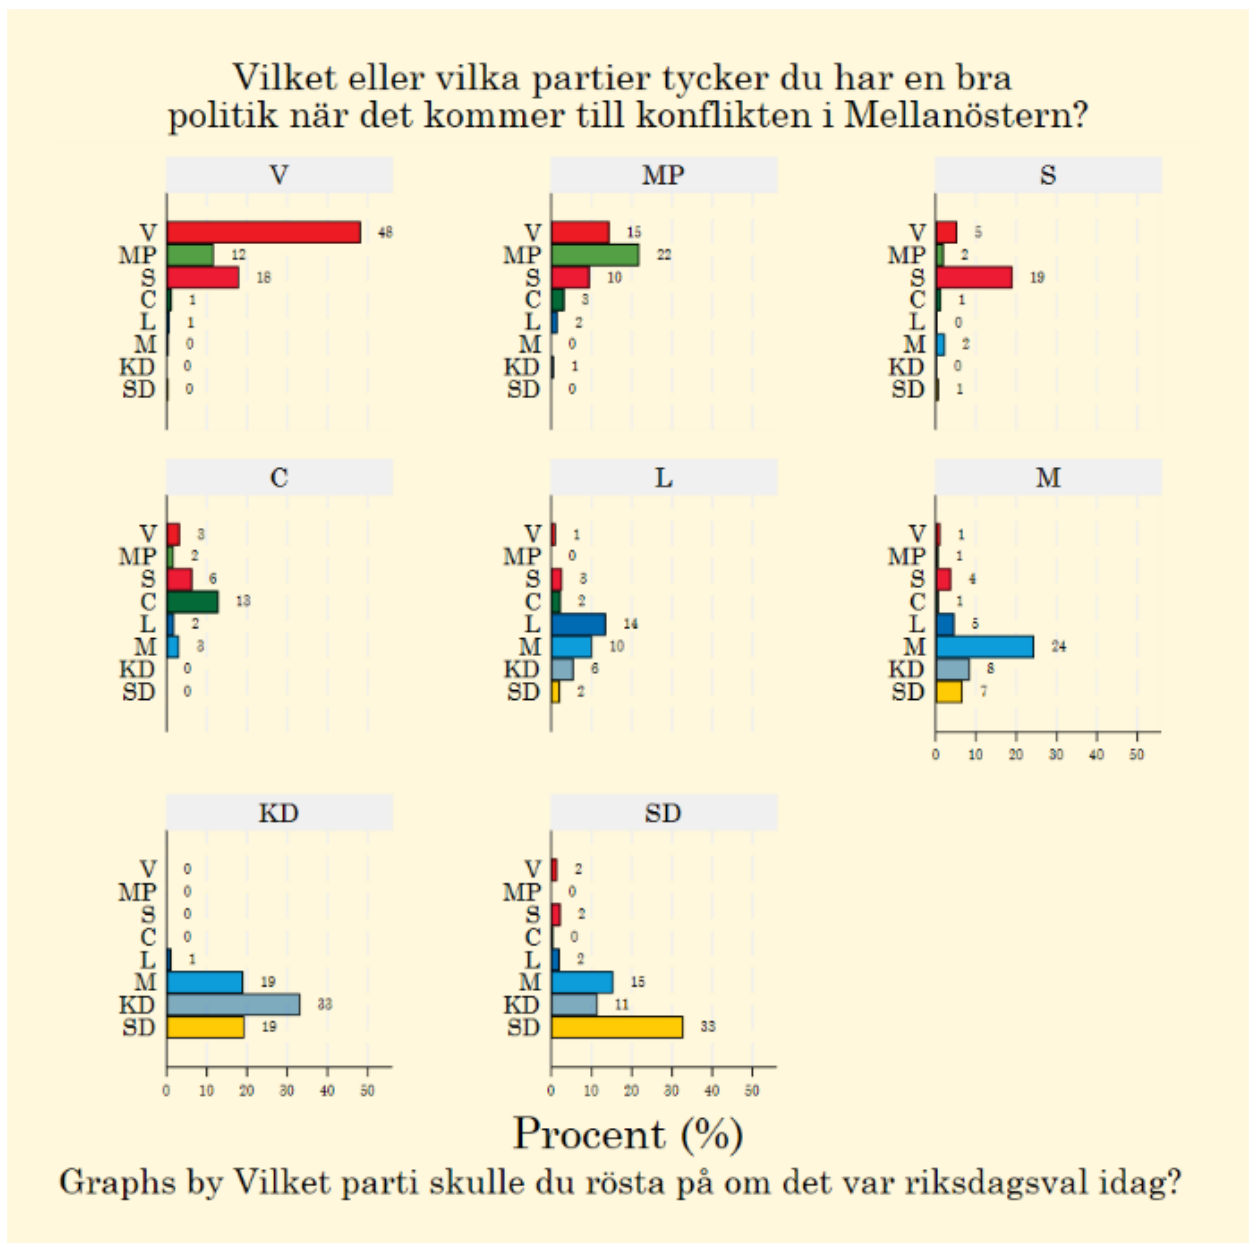 Vilket eller vilka partier tycker du har en bra
politik när det kommer till konflikten i Mellanöstern?
V
V 48
MP 12
S 18
C 1
L 1
M 0
KD 0
SD 0
MP
V 15
MP 22
S 10
C 3
L 2
M 0
KD 1
SD 0
S
V 5
MP 2
S 19
C 1
L 0
M 2
KD 0
SD 1
C
V 3
MP 2
S 6
C 13
L 2
M 3
KD 0
SD 0
L
V 1
MP 0
S 3
C 2
L 14
M 10
KD 6
SD 2
M
V 1
MP 1
S 4
C 1
L 5
M 24
KD 8
SD 7
0 10 20 30 40 50
KD
V 0
MP 0
S 0
C 0
L 1
M 19
KD 33
SD 19
0 10 20 30 40 50
SD
V 2
MP 0
S 2
C 0
L 2
M 15
KD 11
SD 33
0 10 20 30 40 50
Procent (%)
Graphs by Vilket parti skulle du rösta på om det var riksdagsval idag?